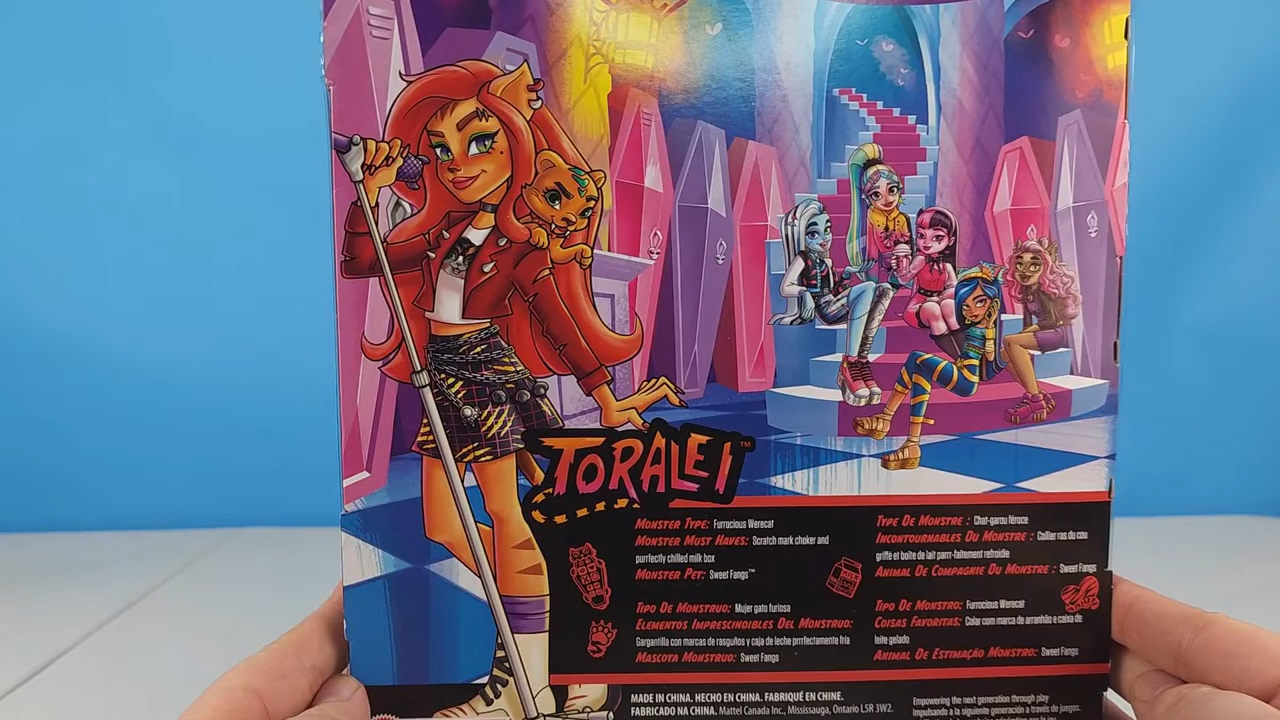 TORALEI™
MONSTER TYPE: Furrocious Werecat
MONSTER MUST HAVES: Scratch mark choker and
purrfectly chilled milk box
MONSTER PET: Sweet Fangs™
TIPO DE MONSTRUO: Mujer gato furiosa
ELEMENTOS IMPRESCINDIBLES DEL MONSTRUO:
Gargantilla con marcas de rasguños y caja de leche prrrfectamente fría
MASCOTA MONSTRUO: Sweet Fangs
TYPE DE MONSTRE : Chat-garou féroce
INCONTOURNABLES DU MONSTRE : Collier ras du cou
griffé et boîte de lait parrr-faitement refroidie
ANIMAL DE COMPAGNIE DU MONSTRE : Sweet Fangs
TIPO DE MONSTRO: Furrocious Werecat
COISAS FAVORITAS: Colar com marca de arranhão e caixa de
leite gelado
ANIMAL DE ESTIMAÇÃO MONSTRO: Sweet Fangs
MILK
MADE IN CHINA. HECHO EN CHINA. FABRIQUÉ EN CHINE.
FABRICADO NA CHINA. Mattel Canada Inc., Mississauga, Ontario L5R 3W2.
Empowering the next generation through play
Impulsando a la siguiente generación a través de juegos.